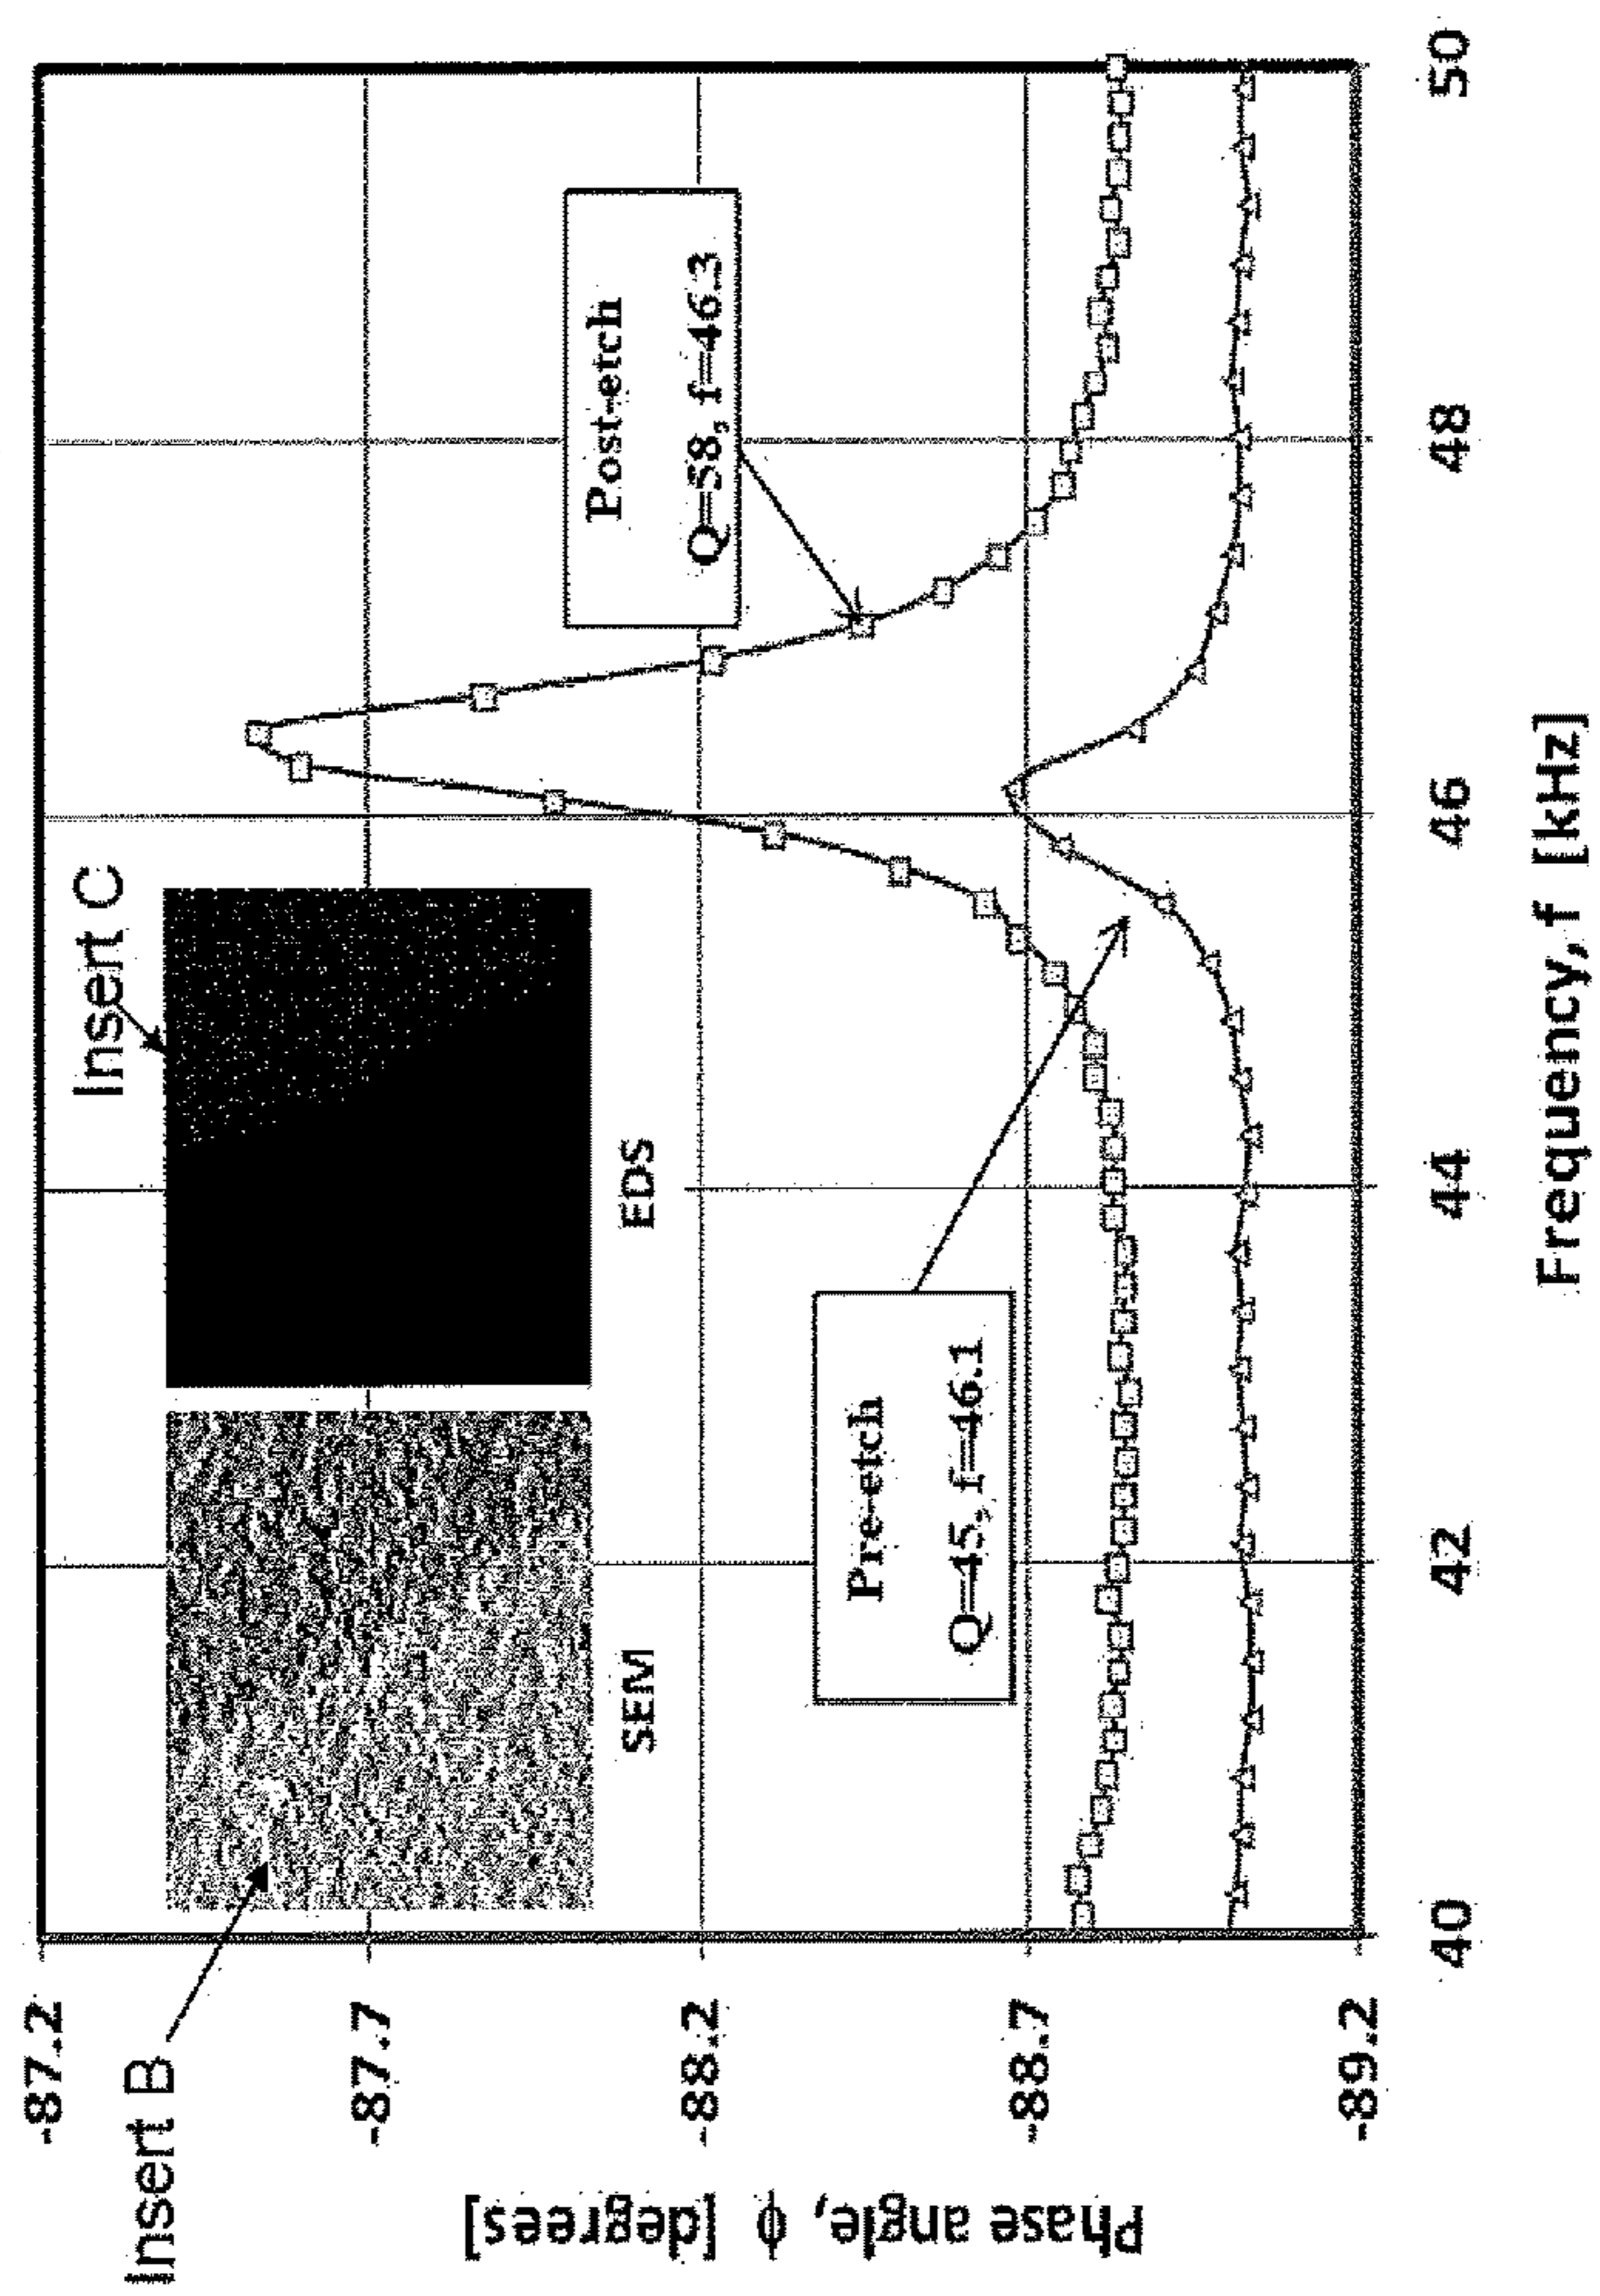 Insert B
Insert C
SEM
EDS
Post-etch
Q=58, f=46.3
Pre-etch
Q=45, f=46.1
Phase angle, ϕ [degrees]
-87.2
-87.7
-88.2
-88.7
-89.2
40
42
44
46
48
50
Frequency, f [kHz]